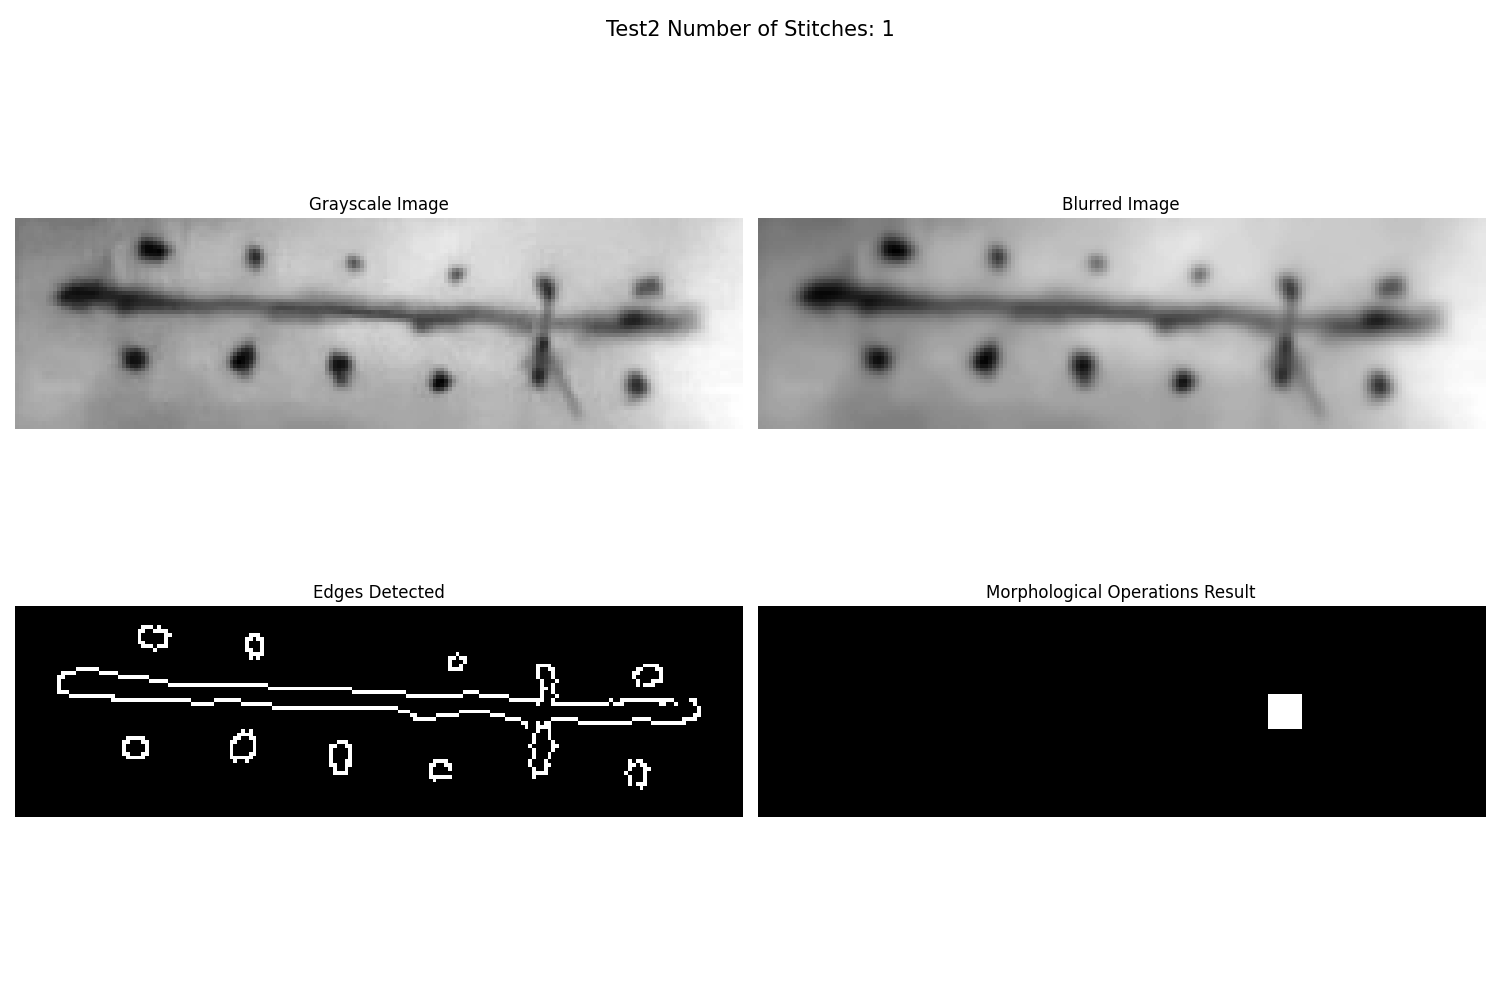 Test2 Number of Stitches: 1
Grayscale Image
Blurred Image
Edges Detected
Morphological Operations Result